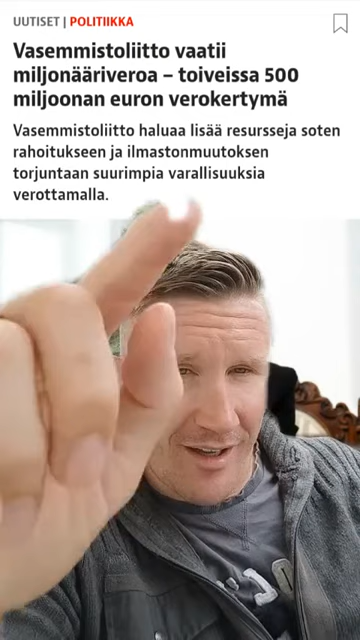 UUTISET | POLITIIKKA
Vasemmistoliitto vaatii
miljonääriveroa – toiveissa 500
miljoonan euron verokertymä
Vasemmistoliitto haluaa lisää resursseja soten
rahoitukseen ja ilmastonmuutoksen
torjuntaan suurimpia varallisuuksia
verottamalla.